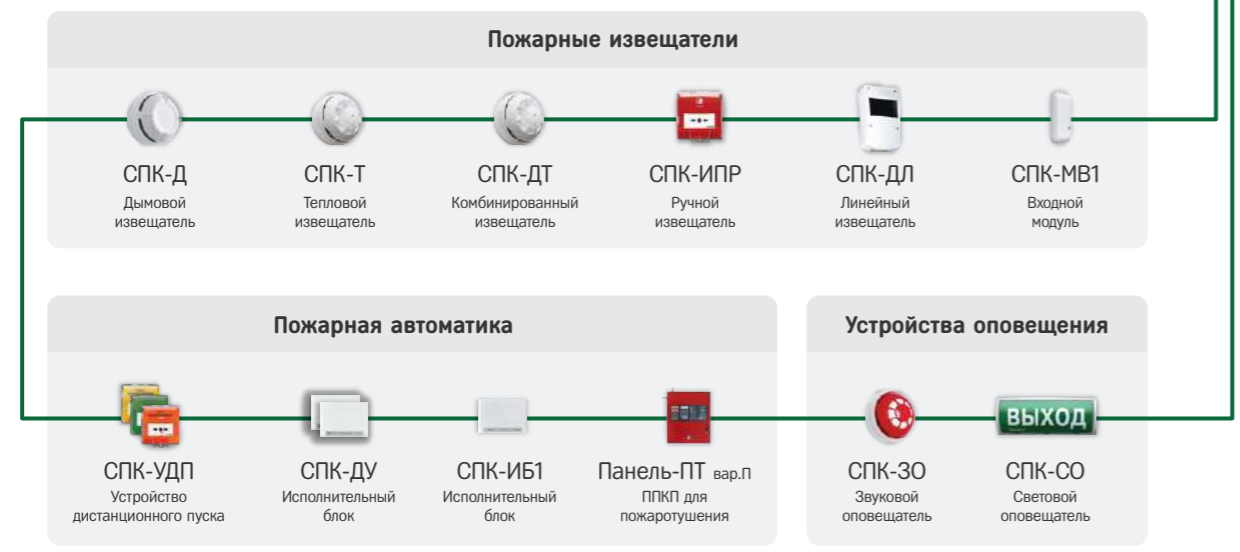 Пожарные извещатели
СПК-Д
Дымовой
извещатель
СПК-Т
Тепловой
извещатель
СПК-ДТ
Комбинированный
извещатель
СПК-ИПР
Ручной
извещатель
СПК-ДЛ
Линейный
извещатель
СПК-МВ1
Входной
модуль
Пожарная автоматика
СПК-УДП
Устройство
дистанционного пуска
СПК-ДУ
Исполнительный
блок
СПК-ИБ1
Исполнительный
блок
Панель-ПТ вар.П
ППКП для
пожаротушения
Устройства оповещения
СПК-ЗО
Звуковой
оповещатель
ВЫХОД
СПК-СО
Световой
оповещатель